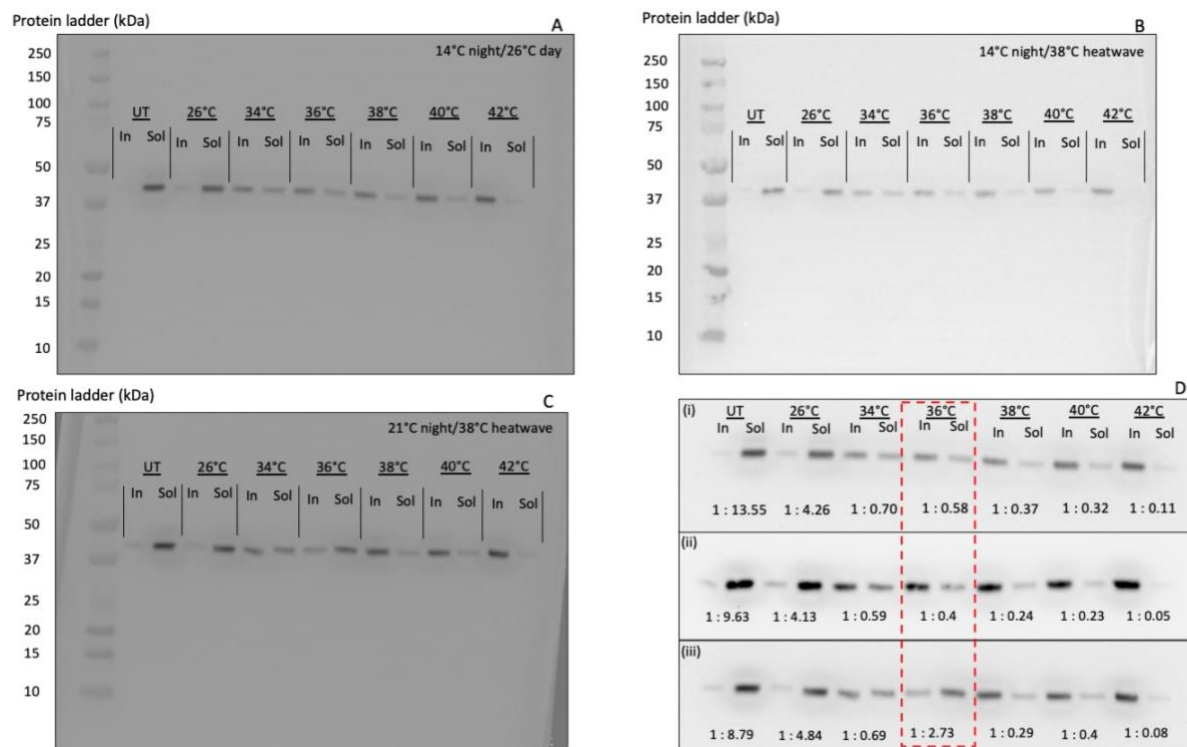 Protein ladder (kDa)
A
14°C night/26°C day
250
150
100
75
50
37
25
20
15
10
UT 26°C 34°C 36°C 38°C 40°C 42°C
In Sol In Sol In Sol In Sol In Sol In Sol In Sol
Protein ladder (kDa)
B
14°C night/38°C heatwave
250
150
100
75
50
37
25
20
15
10
UT 26°C 34°C 36°C 38°C 40°C 42°C
In Sol In Sol In Sol In Sol In Sol In Sol In Sol
Protein ladder (kDa)
C
21°C night/38°C heatwave
250
150
100
75
50
37
25
20
15
10
UT 26°C 34°C 36°C 38°C 40°C 42°C
In Sol In Sol In Sol In Sol In Sol In Sol In Sol
D
(i)
UT 26°C 34°C 36°C 38°C 40°C 42°C
In Sol In Sol In Sol In Sol In Sol In Sol In Sol
1 : 13.55 1 : 4.26 1 : 0.70 1 : 0.58 1 : 0.37 1 : 0.32 1 : 0.11
(ii)
1 : 9.63 1 : 4.13 1 : 0.59 1 : 0.4 1 : 0.24 1 : 0.23 1 : 0.05
(iii)
1 : 8.79 1 : 4.84 1 : 0.69 1 : 2.73 1 : 0.29 1 : 0.4 1 : 0.08